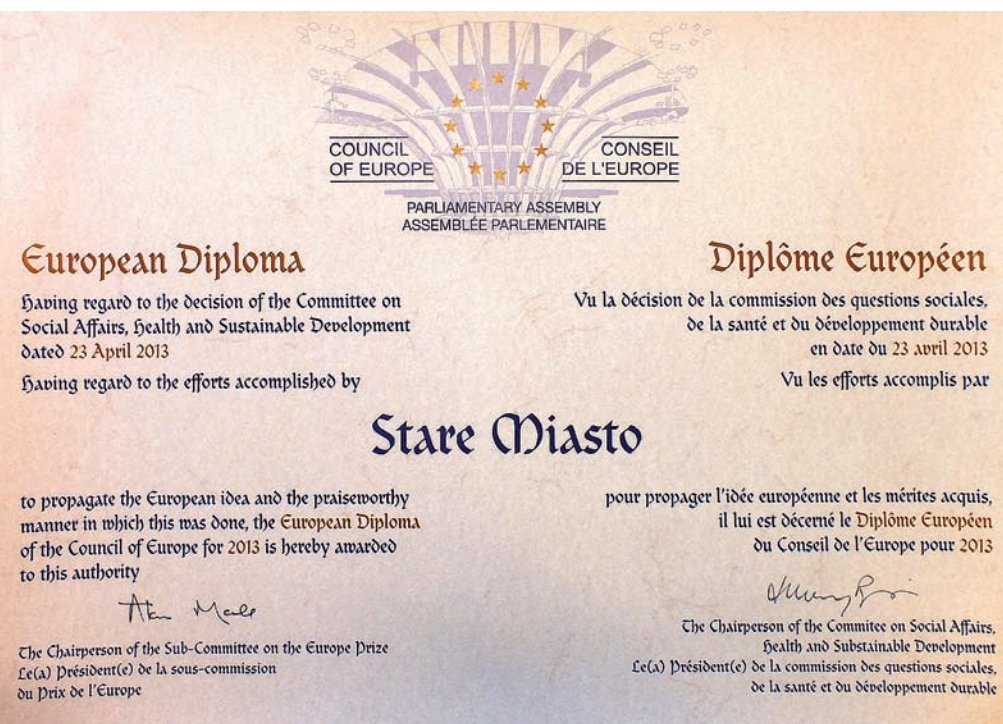 COUNCIL
OF EUROPE
CONSEIL
DE L'EUROPE
PARLIAMENTARY ASSEMBLY
ASSEMBLÉE PARLEMENTAIRE
European Diploma
Having regard to the decision of the Committee on
Social Affairs, Health and Sustainable Development
dated 23 April 2013
Having regard to the efforts accomplished by
Diplôme Européen
Vu la décision de la commission des questions sociales,
de la santé et du développement durable
en date du 23 avril 2013
Vu les efforts accomplis par
Stare Miasto
to propagate the European idea and the praiseworthy
manner in which this was done, the European Diploma
of the Council of Europe for 2013 is hereby awarded
to this authority
The Chairperson of the Sub-Committee on the Europe Prize
Le(a) Président(e) de la sous-commission
du Prix de l'Europe
pour propager l'idée européenne et les mérites acquis,
il lui est décerné le Diplôme Européen
du Conseil de l'Europe pour 2013
The Chairperson of the Commitee on Social Affairs,
Health and Substainable Development
Le(a) Président(e) de la commission des questions sociales,
de la santé et du développement durable